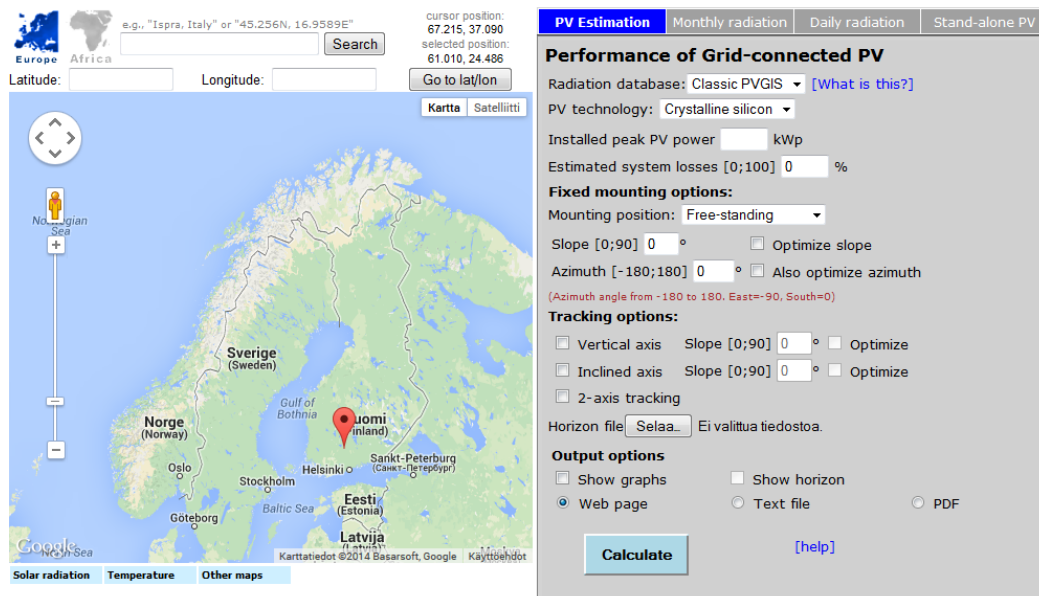 Europe Africa
e.g., "Ispra, Italy" or "45.256N, 16.9589E"
Search
cursor position:
67.215, 37.090
selected position:
61.010, 24.486
Latitude: Longitude: Go to lat/lon
Kartta Satelliitti
Norwegian
Sea
Sverige
(Sweden)
Gulf of
Bothnia
Suomi
(Finland)
Norge
(Norway)
Oslo
Stockholm
Helsinki
Sankt-Peterburg
(Санкт-Петербург)
Eesti
(Estonia)
Baltic Sea
Göteborg
Latvija
(Latvia)
Google
North Sea
Karttatiedot ©2014 Basarsoft, Google Käyttöehdot
Solar radiation Temperature Other maps
PV Estimation Monthly radiation Daily radiation Stand-alone PV
Performance of Grid-connected PV
Radiation database: Classic PVGIS [What is this?]
PV technology: Crystalline silicon
Installed peak PV power kWp
Estimated system losses [0;100] 0 %
Fixed mounting options:
Mounting position: Free-standing
Slope [0;90] 0 ° Optimize slope
Azimuth [-180;180] 0 ° Also optimize azimuth
(Azimuth angle from -180 to 180. East=-90, South=0)
Tracking options:
Vertical axis Slope [0;90] 0 ° Optimize
Inclined axis Slope [0;90] 0 ° Optimize
2-axis tracking
Horizon file Selaa_ Ei valittua tiedostoa.
Output options
Show graphs Show horizon
Web page Text file PDF
Calculate [help]